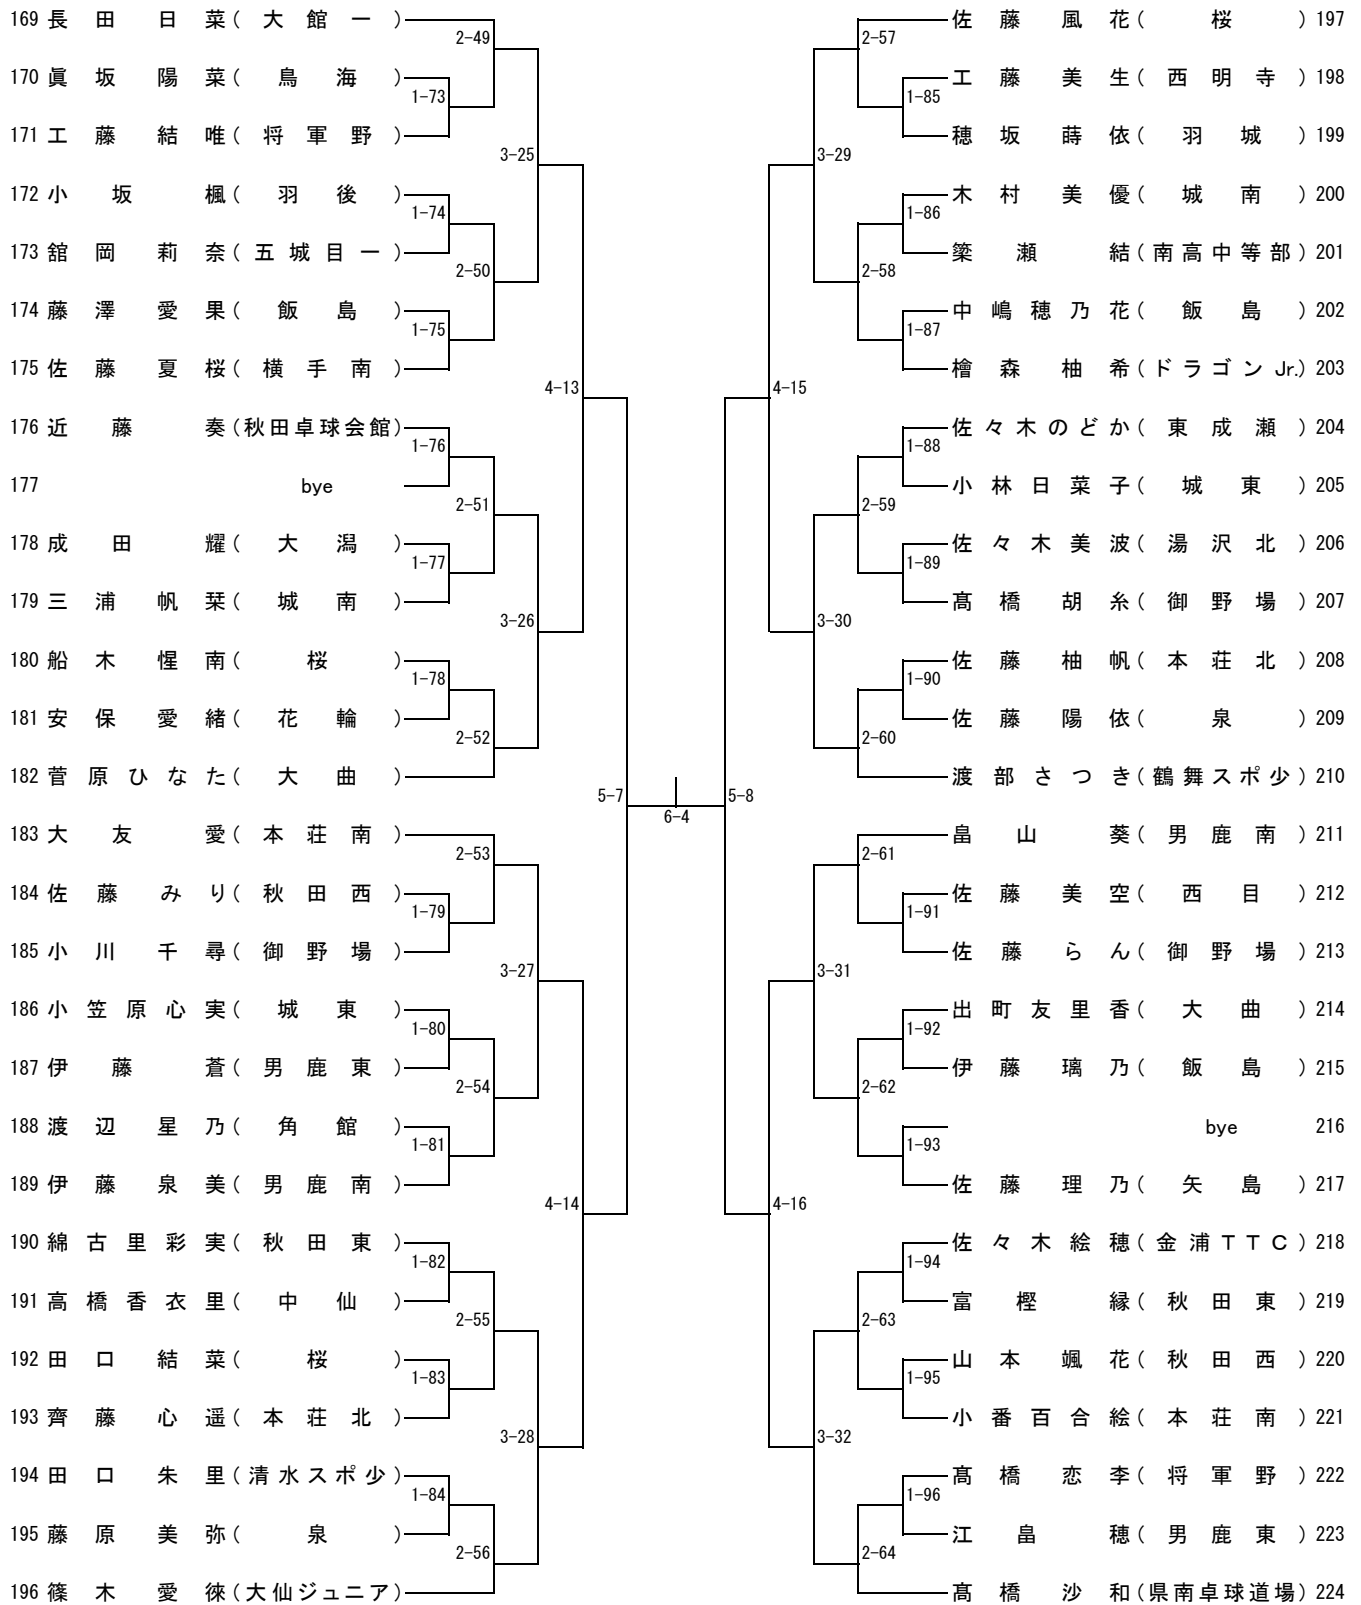 169 長田日菜(大館一)
2-49
170 眞坂陽菜(鳥海)
1-73
171 工藤結唯(将軍野)
3-25
172 小坂楓(羽後)
1-74
173 舘岡莉奈(五城目一)
2-50
174 藤澤愛果(飯島)
1-75
175 佐藤夏桜(横手南)
4-13
176 近藤奏(秋田卓球会館)
1-76
177 bye
2-51
178 成田耀(大潟)
1-77
179 三浦帆栞(城南)
3-26
180 船木惺南(桜)
1-78
181 安保愛緒(花輪)
2-52
182 菅原ひなた(大曲)
5-7
183 大友愛(本荘南)
2-53
184 佐藤みり(秋田西)
1-79
185 小川千尋(御野場)
3-27
186 小笠原心実(城東)
1-80
187 伊藤蒼(男鹿東)
2-54
188 渡辺星乃(角館)
1-81
189 伊藤泉美(男鹿南)
4-14
190 綿古里彩実(秋田東)
1-82
191 高橋香衣里(中仙)
2-55
192 田口結菜(桜)
1-83
193 齊藤心遥(本荘北)
3-28
194 田口朱里(清水スポ少)
1-84
195 藤原美弥(泉)
2-56
196 篠木愛徠(大仙ジュニア)
6-4
佐藤風花(桜)197
2-57
工藤美生(西明寺)198
1-85
穂坂蒔依(羽城)199
3-29
木村美優(城南)200
1-86
簗瀬結(南高中等部)201
2-58
中嶋穂乃花(飯島)202
1-87
檜森柚希(ドラゴンJr.)203
4-15
佐々木のどか(東成瀬)204
1-88
小林日菜子(城東)205
2-59
佐々木美波(湯沢北)206
1-89
髙橋胡糸(御野場)207
3-30
佐藤柚帆(本荘北)208
1-90
佐藤陽依(泉)209
2-60
渡部さつき(鶴舞スポ少)210
5-8
畠山葵(男鹿南)211
2-61
佐藤美空(西目)212
1-91
佐藤らん(御野場)213
3-31
出町友里香(大曲)214
1-92
伊藤璃乃(飯島)215
2-62
bye 216
1-93
佐藤理乃(矢島)217
4-16
佐々木絵穂(金浦TTC)218
1-94
富樫縁(秋田東)219
2-63
山本颯花(秋田西)220
1-95
小番百合絵(本荘南)221
3-32
髙橋恋李(将軍野)222
1-96
江畠穂(男鹿東)223
2-64
髙橋沙和(県南卓球道場)224